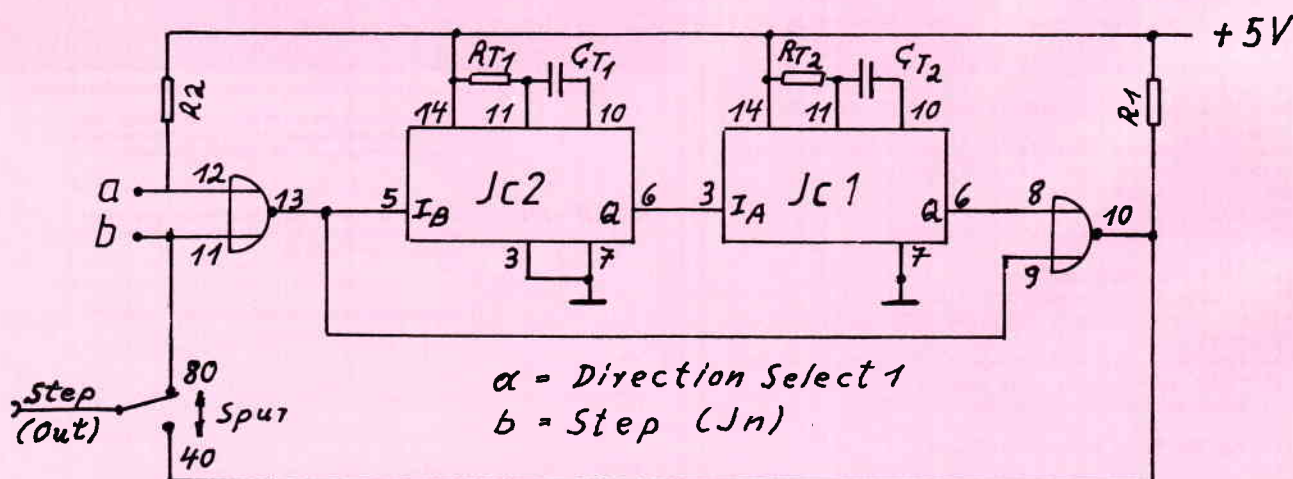 +5V
RT1
CT1
RT2
CT2
R2
14
11
10
14
11
10
R1
a
12
13
5
IB
Jc2
Q
6
3
IA
Jc1
Q
6
8
10
b
11
3
7
7
9
80
Step
(Out)
Spur
40
a = Direction Select 1
b = Step (Jn)